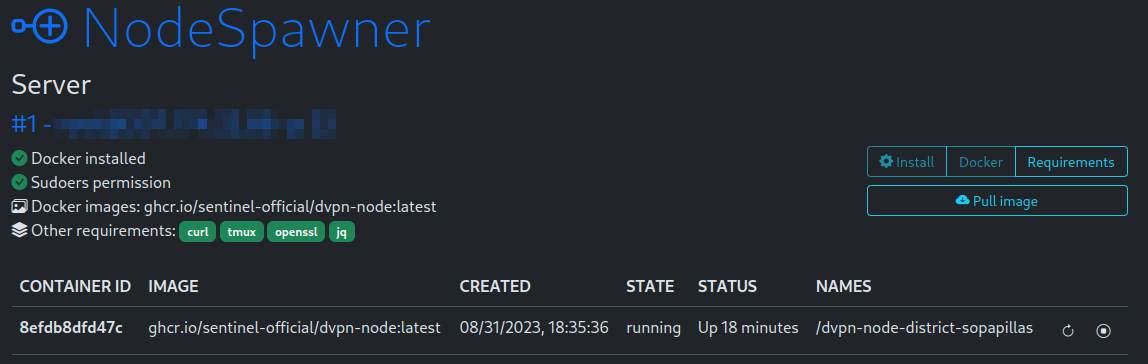 NodeSpawner
Server
#1 -
Docker installed
Sudoers permission
Docker images: ghcr.io/sentinel-official/dvpn-node:latest
Other requirements: curl tmux openssl jq
Install Docker Requirements
Pull image
CONTAINER ID IMAGE CREATED STATE STATUS NAMES
8efdb8dfd47c ghcr.io/sentinel-official/dvpn-node:latest 08/31/2023, 18:35:36 running Up 18 minutes /dvpn-node-district-sopapillas